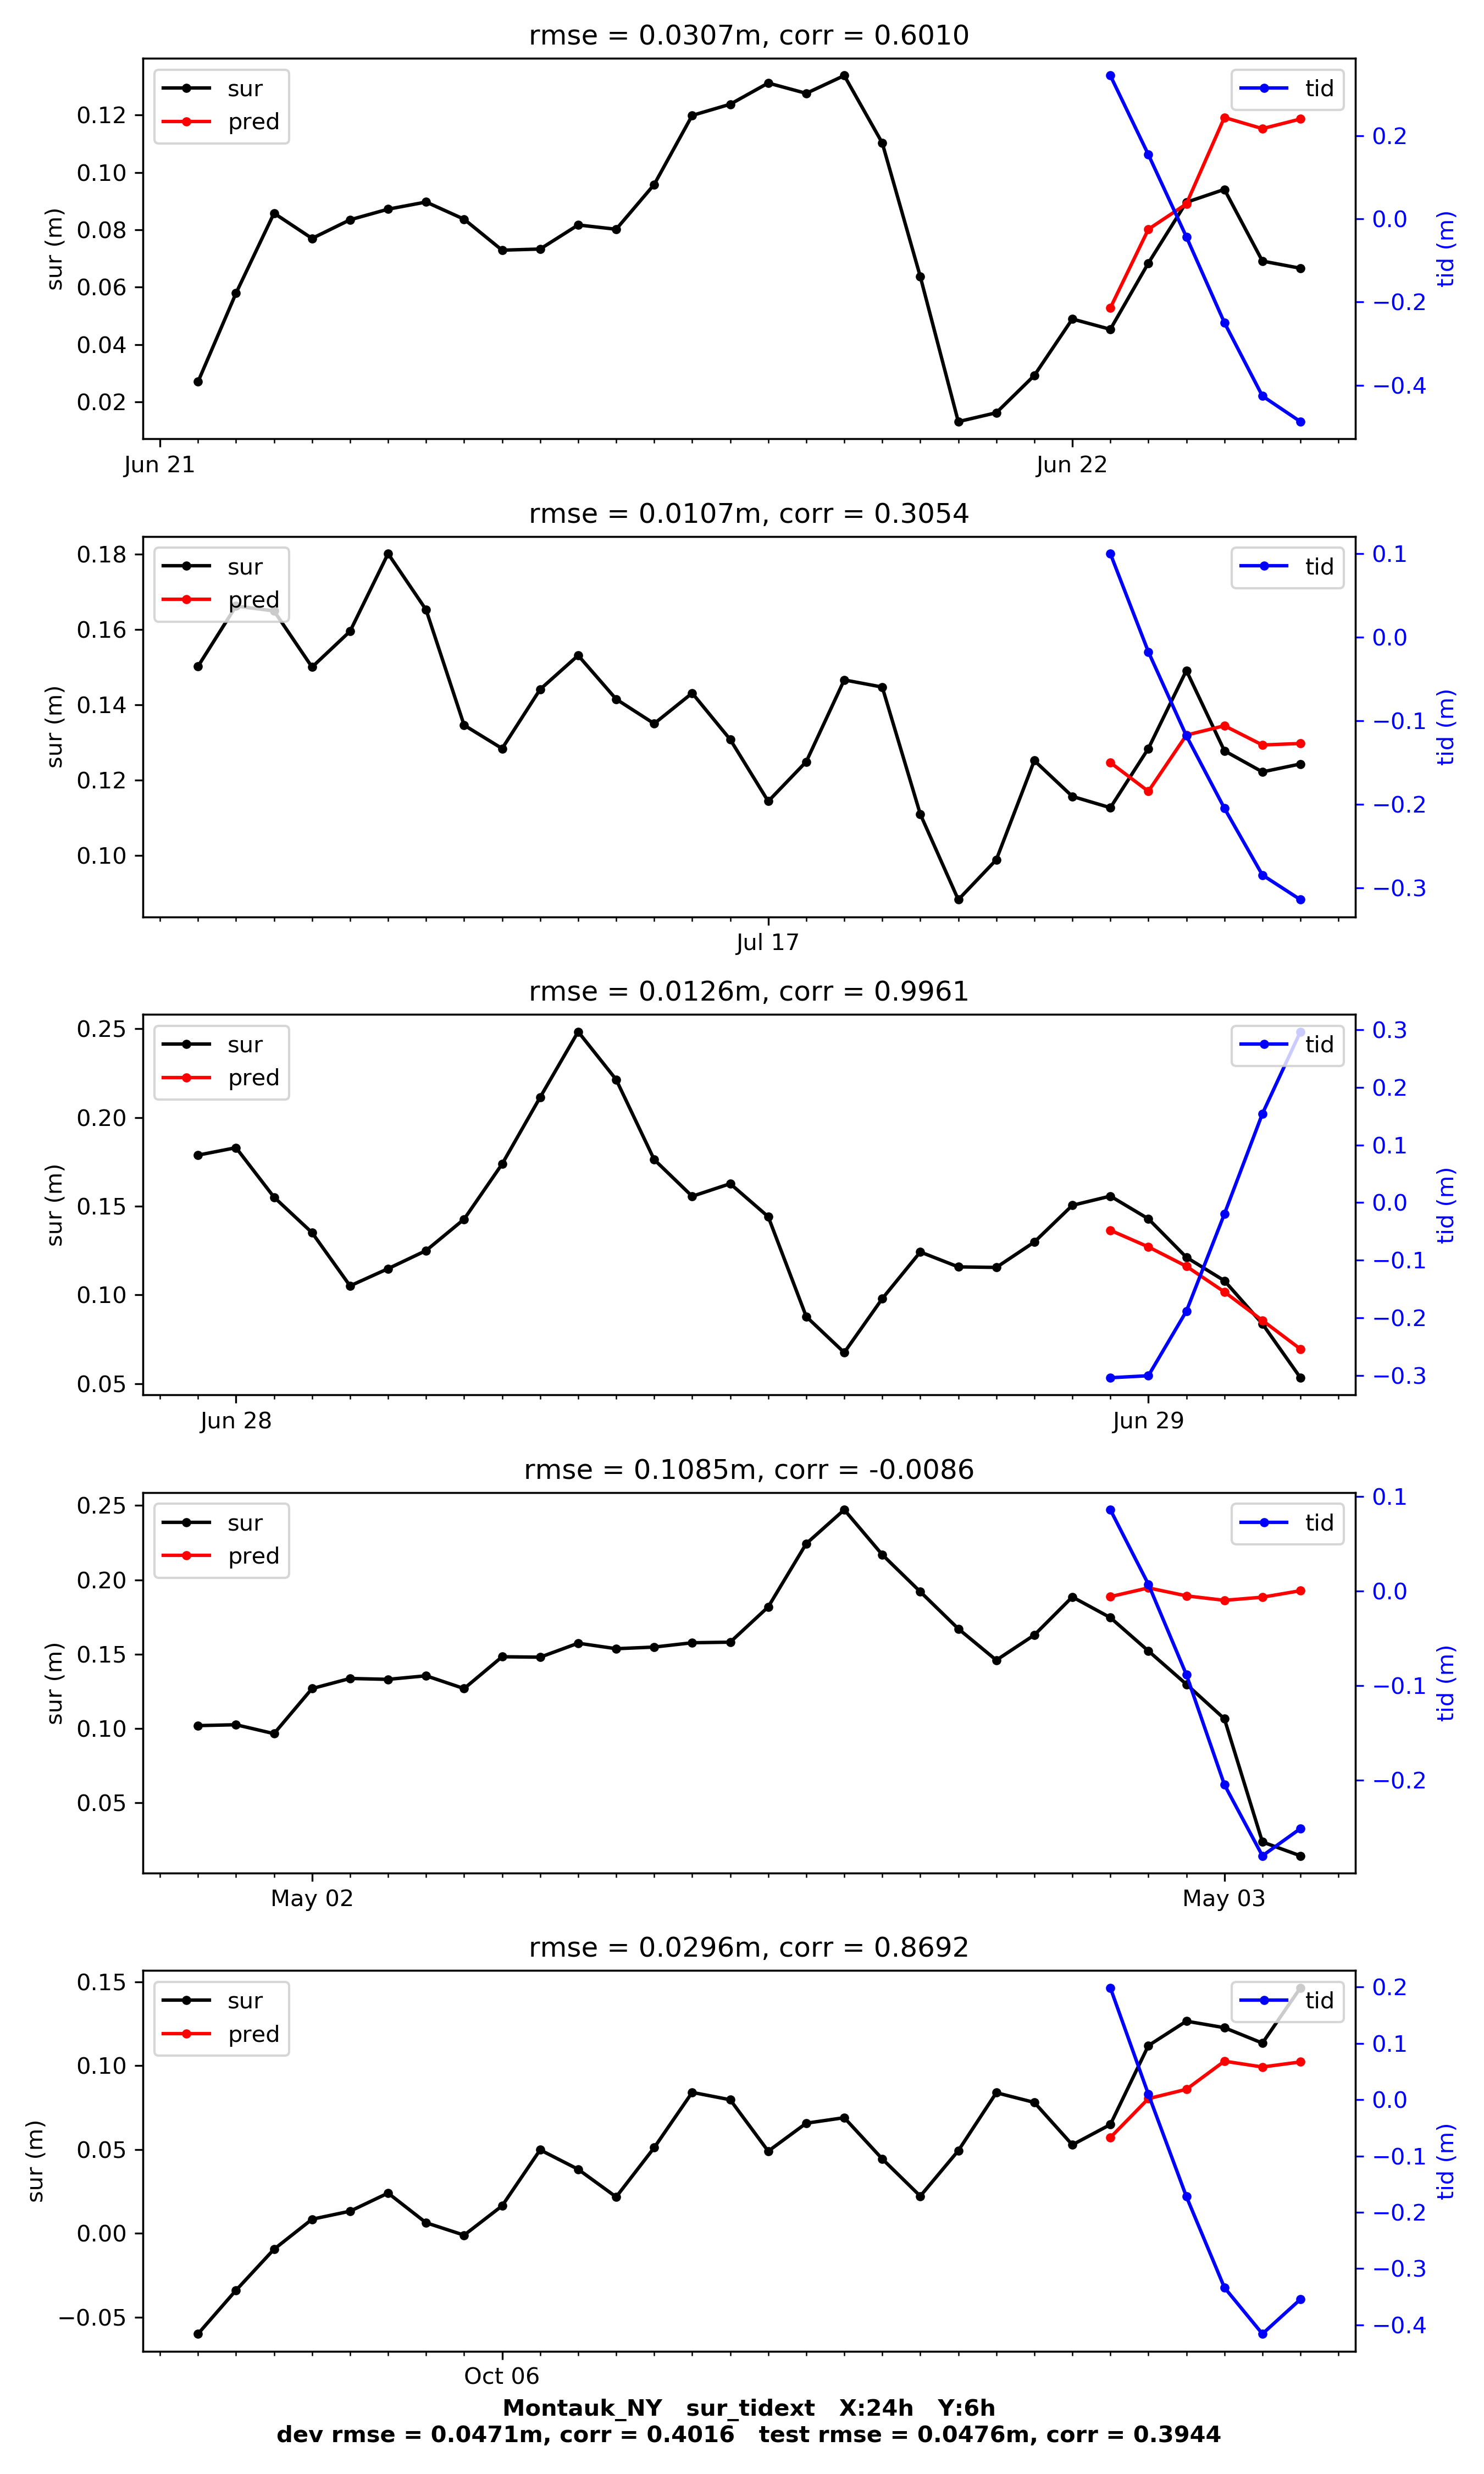 rmse = 0.0307m, corr = 0.6010
sur
pred
tid
0.12
0.10
0.08
0.06
0.04
0.02
sur (m)
0.2
0.0
−0.2
−0.4
tid (m)
Jun 21
Jun 22
rmse = 0.0107m, corr = 0.3054
sur
pred
tid
0.18
0.16
0.14
0.12
0.10
sur (m)
0.1
0.0
−0.1
−0.2
−0.3
tid (m)
Jul 17
rmse = 0.0126m, corr = 0.9961
sur
pred
tid
0.25
0.20
0.15
0.10
0.05
sur (m)
0.3
0.2
0.1
0.0
−0.1
−0.2
−0.3
tid (m)
Jun 28
Jun 29
rmse = 0.1085m, corr = -0.0086
sur
pred
tid
0.25
0.20
0.15
0.10
0.05
sur (m)
0.1
0.0
−0.1
−0.2
tid (m)
May 02
May 03
rmse = 0.0296m, corr = 0.8692
sur
pred
tid
0.15
0.10
0.05
0.00
−0.05
sur (m)
0.2
0.1
0.0
−0.1
−0.2
−0.3
−0.4
tid (m)
Oct 06
Montauk_NY   sur_tidext   X:24h   Y:6h
dev rmse = 0.0471m, corr = 0.4016   test rmse = 0.0476m, corr = 0.3944